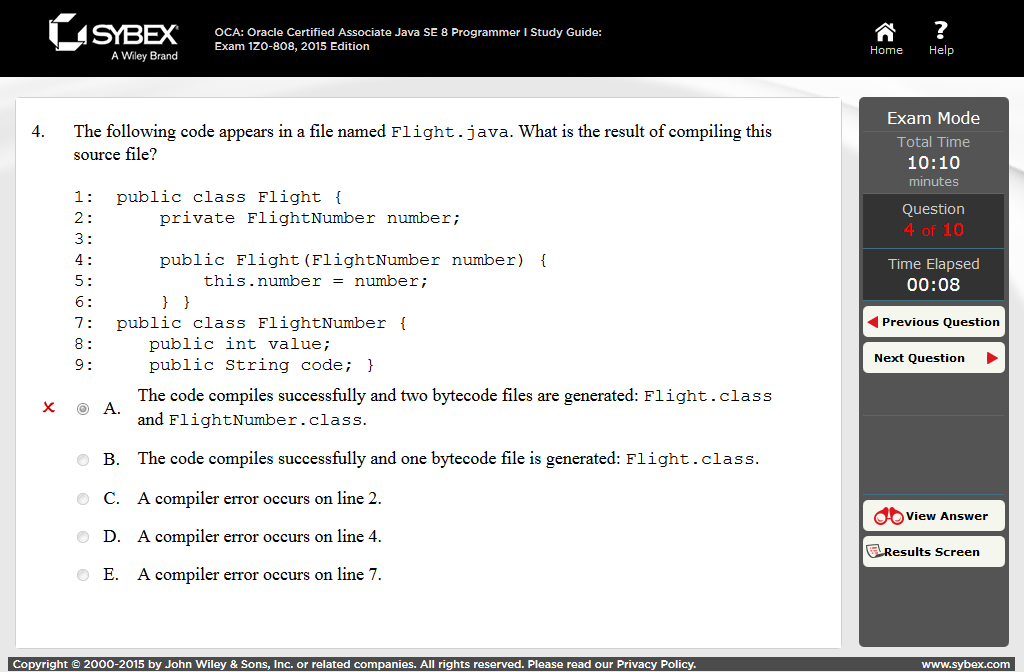 SYBEX
A Wiley Brand
OCA: Oracle Certified Associate Java SE 8 Programmer I Study Guide:
Exam 1Z0-808, 2015 Edition
Home
?
Help
4. The following code appears in a file named Flight.java. What is the result of compiling this
source file?
1: public class Flight {
2: private FlightNumber number;
3:
4: public Flight(FlightNumber number) {
5: this.number = number;
6: } }
7: public class FlightNumber {
8: public int value;
9: public String code; }
A. The code compiles successfully and two bytecode files are generated: Flight.class
and FlightNumber.class.
B. The code compiles successfully and one bytecode file is generated: Flight.class.
C. A compiler error occurs on line 2.
D. A compiler error occurs on line 4.
E. A compiler error occurs on line 7.
Exam Mode
Total Time
10:10
minutes
Question
4 of 10
Time Elapsed
00:08
Previous Question
Next Question
View Answer
Results Screen
Copyright © 2000-2015 by John Wiley & Sons, Inc. or related companies. All rights reserved. Please read our Privacy Policy.
www.sybex.com